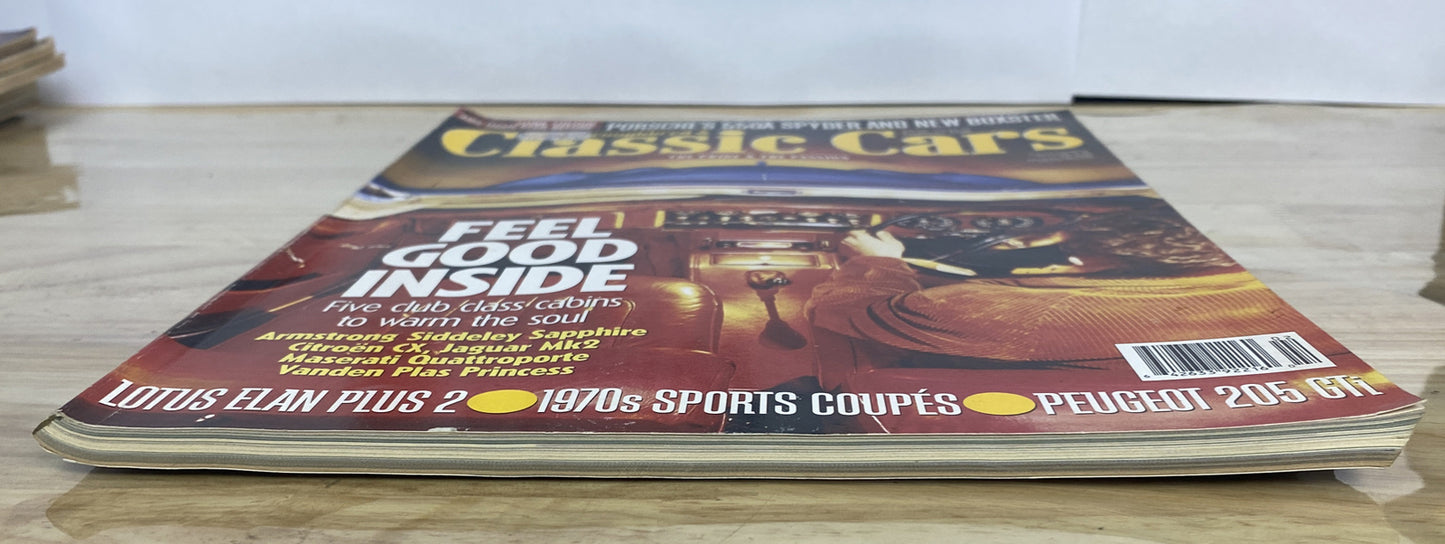 PORSCHE'S 550A SPYDER AND NEW BOXSTER
Classic Cars
FEEL
GOOD
INSIDE
Five club class cabins
to warm the soul
Armstrong Siddeley Sapphire
Citroën CX, Jaguar Mk2
Maserati Quattroporte
Vanden Plas Princess
LOTUS ELAN PLUS 2 1970s SPORTS COUPÉS PEUGEOT 205 GTi